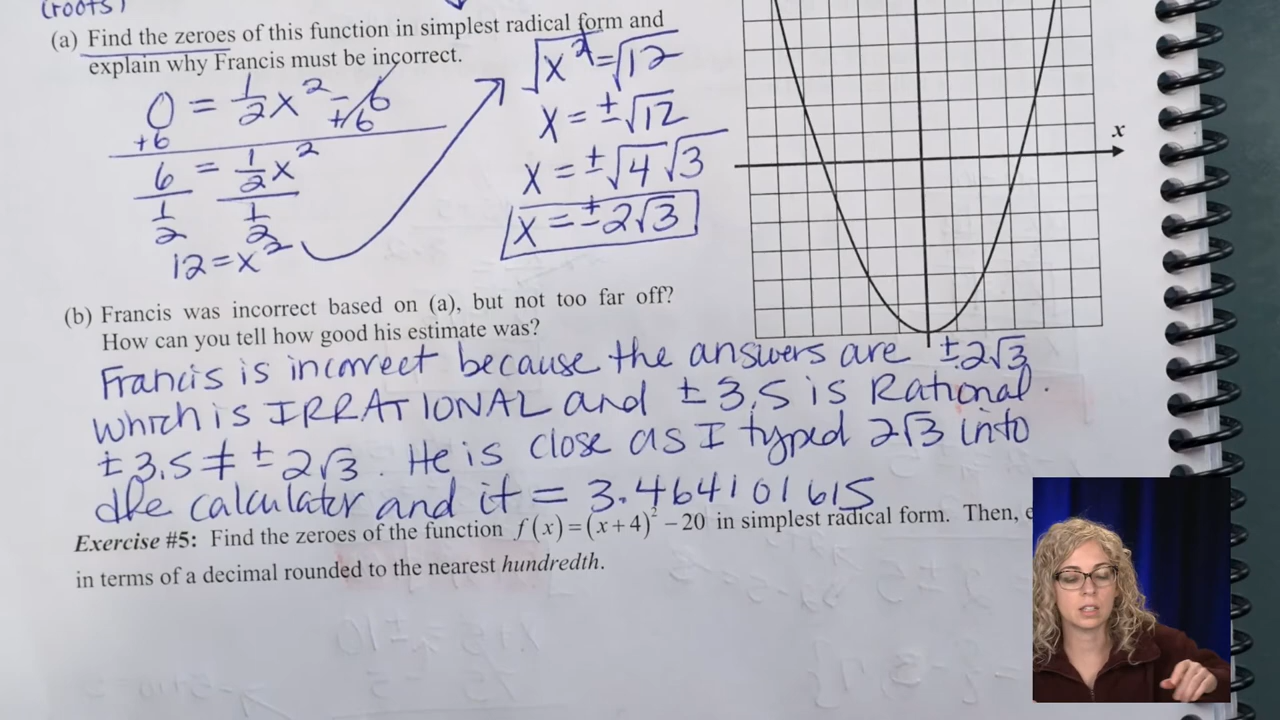 (roots)
(a) Find the zeroes of this function in simplest radical form and
explain why Francis must be incorrect.
0 = 1/2 x² - 6
+6 +6
6 = 1/2 x²
1/2 1/2
12 = x²
√x² = √12
x = ±√12
x = ±√4 √3
x = ±2√3
x
(b) Francis was incorrect based on (a), but not too far off?
How can you tell how good his estimate was?
Francis is incorrect because the answers are ±2√3
which is IRRATIONAL and ±3.5 is Rational.
±3.5 ≠ ±2√3. He is close as I typed 2√3 into
the calculater and it = 3.464101615
Exercise #5: Find the zeroes of the function f(x)=(x+4)² - 20 in simplest radical form. Then, e
in terms of a decimal rounded to the nearest hundredth.